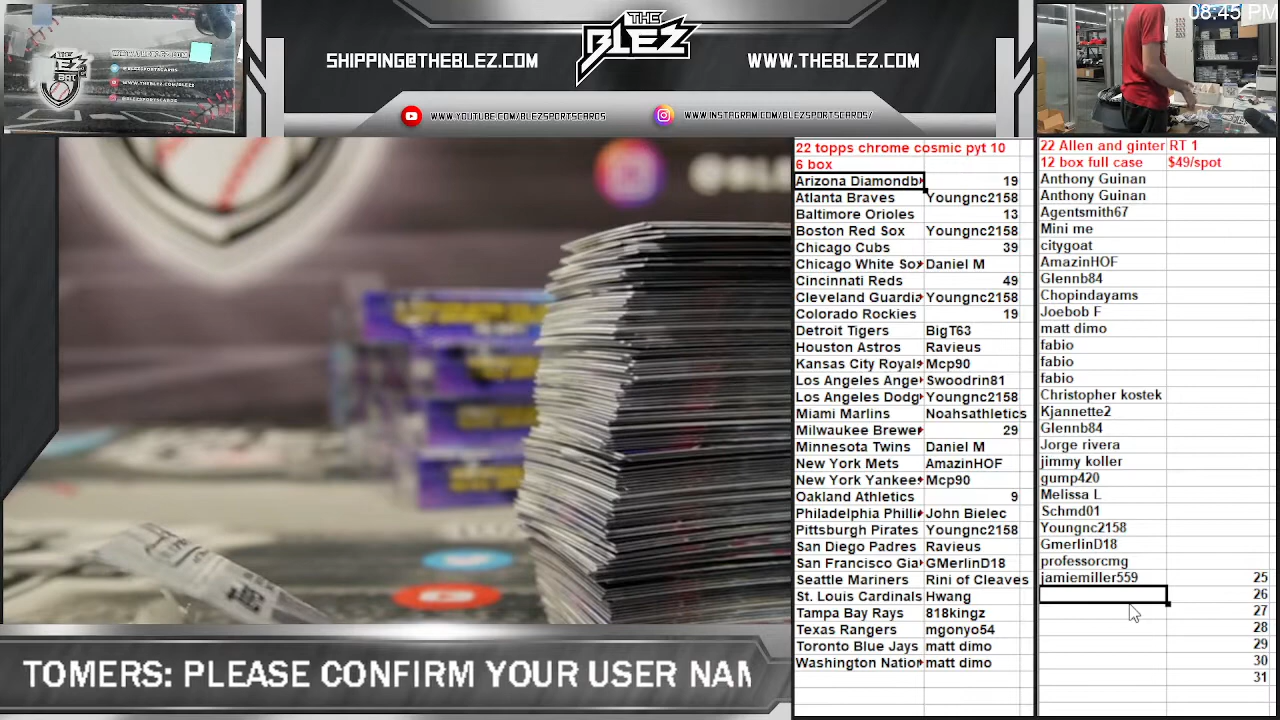 THE
BLEZ
SHIPPING@THEBLEZ.COM
WWW.THEBLEZ.COM
WWW.YOUTUBE.COM/BLEZSPORTSCARDS
WWW.INSTAGRAM.COM/BLEZSPORTSCARDS/
08:45 PM
22 topps chrome cosmic pyt 10
6 box
Arizona Diamondb 19
Atlanta Braves Youngnc2158
Baltimore Orioles 13
Boston Red Sox Youngnc2158
Chicago Cubs 39
Chicago White Sox Daniel M
Cincinnati Reds 49
Cleveland Guardia Youngnc2158
Colorado Rockies 19
Detroit Tigers BigT63
Houston Astros Ravieus
Kansas City Royals Mcp90
Los Angeles Ange Swoodrin81
Los Angeles Dodg Youngnc2158
Miami Marlins Noahsathletics
Milwaukee Brewer 29
Minnesota Twins Daniel M
New York Mets AmazinHOF
New York Yankees Mcp90
Oakland Athletics 9
Philadelphia Philli John Bielec
Pittsburgh Pirates Youngnc2158
San Diego Padres Ravieus
San Francisco Gia GMerlinD18
Seattle Mariners Rini of Cleaves
St. Louis Cardinals Hwang
Tampa Bay Rays 818kingz
Texas Rangers mgonyo54
Toronto Blue Jays matt dimo
Washington Nation matt dimo
22 Allen and ginter RT 1
12 box full case $49/spot
Anthony Guinan
Anthony Guinan
Agentsmith67
Mini me
citygoat
AmazinHOF
Glennb84
Chopindayams
Joebob F
matt dimo
fabio
fabio
fabio
Christopher kostek
Kjannette2
Glennb84
Jorge rivera
jimmy koller
gump420
Melissa L
Schmd01
Youngnc2158
GmerlinD18
professorcmg
jamiemiller559 25
26
27
28
29
30
31
TOMERS: PLEASE CONFIRM YOUR USER NAM